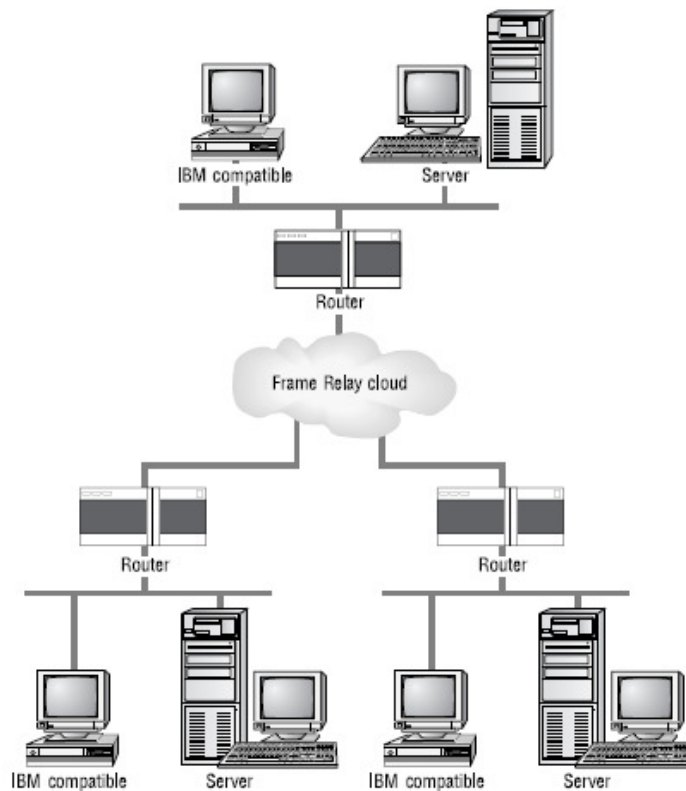 IBM compatible
Server
Router
Frame Relay cloud
Router
Router
IBM compatible
Server
IBM compatible
Server